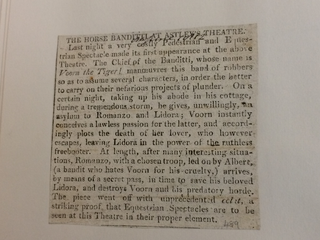 THE HORSE BANDITTI AT ASTLEY'S THEATRE.
- Last night a very costly Pedestrian and Eques-
trian Spectacle made its first appearance at the above
Theatre. The Chief of the Banditti, whose name is
Voorn the Tiger! manœuvres this band of robbers
so as to assume several characters, in order the better
to carry on their nefarious projects of plunder. On a
certain night, taking up his abode in his cottage,
during a tremendous storm, he gives, unwillingly, an
asylum to Romanzo and Lidora; Voorn instantly
conceives a lawless passion for the latter, and accord-
ingly plots the death of her lover, who however
escapes, leaving Lidora in the power of the ruthless
freebooter. At length, after many interesting situa-
tions, Romanzo, with a chosen troop, led on by Albert,
(a bandit who hates Voorn for his cruelty,) arrives,
by means of a secret pass, in time to save his beloved
Lidora, and destroys Voorn and his predatory horde.
The piece went off with unprecedented eclat, a
striking proof, that Equestrian Spectacles are to be
seen at this Theatre in their proper element.